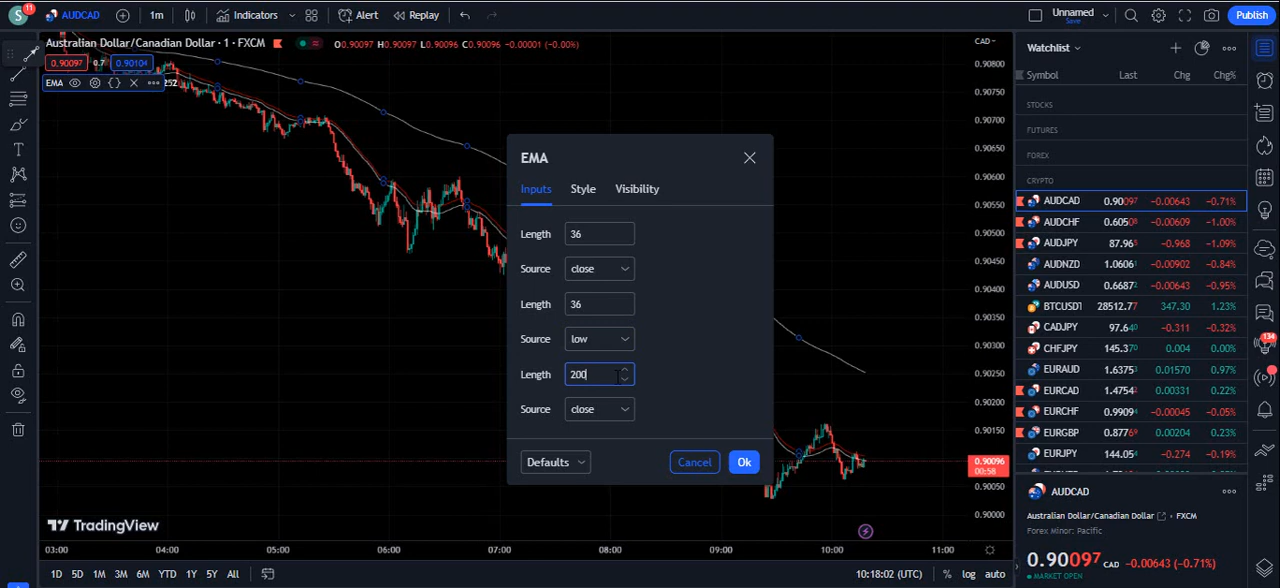 S 11 AUDCAD 1m Indicators Alert Replay Unnamed Save Publish
Australian Dollar/Canadian Dollar · 1 · FXCM O0.90097 H0.90097 L0.90096 C0.90096 −0.00001 (−0.00%)
0.90097 0.7 0.90104
EMA
CAD
0.90800
0.90750
0.90700
0.90650
0.90600
0.90550
0.90500
0.90450
0.90400
0.90350
0.90300
0.90250
0.90200
0.90150
0.90096
00:58
0.90050
0.90000
EMA
Inputs Style Visibility
Length 36
Source close
Length 36
Source low
Length 200
Source close
Defaults Cancel Ok
TradingView
03:00 04:00 05:00 06:00 07:00 08:00 09:00 10:00 11:00
1D 5D 1M 3M 6M YTD 1Y 5Y All 10:18:02 (UTC) % log auto
Watchlist
Symbol Last Chg Chg%
STOCKS
FUTURES
FOREX
CRYPTO
AUDCAD 0.90097 −0.00643 −0.71%
AUDCHF 0.60508 −0.00609 −1.00%
AUDJPY 87.965 −0.968 −1.09%
AUDNZD 1.0606 −0.00902 −0.84%
AUDUSD 0.6687 −0.00643 −0.95%
BTCUSDT 28512.77 347.30 1.23%
CADJPY 97.640 −0.311 −0.32%
CHFJPY 145.370 0.004 0.00%
EURAUD 1.6375 0.01570 0.97%
EURCAD 1.4754 0.00331 0.22%
EURCHF 0.9909 −0.00045 −0.05%
EURGBP 0.87769 0.00204 0.23%
EURJPY 144.05 −0.274 −0.19%
134
AUDCAD
Australian Dollar/Canadian Dollar • FXCM
Forex Minor: Pacific
0.90097 CAD −0.00643 (−0.71%)
MARKET OPEN